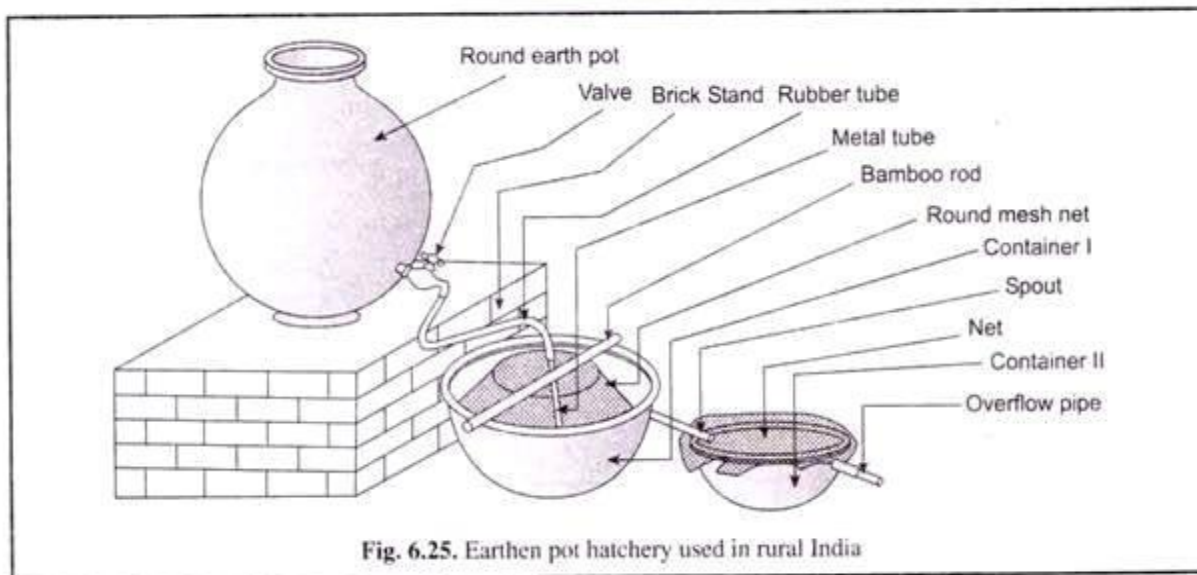 Round earth pot
Valve
Brick Stand
Rubber tube
Metal tube
Bamboo rod
Round mesh net
Container I
Spout
Net
Container II
Overflow pipe
Fig. 6.25. Earthen pot hatchery used in rural India